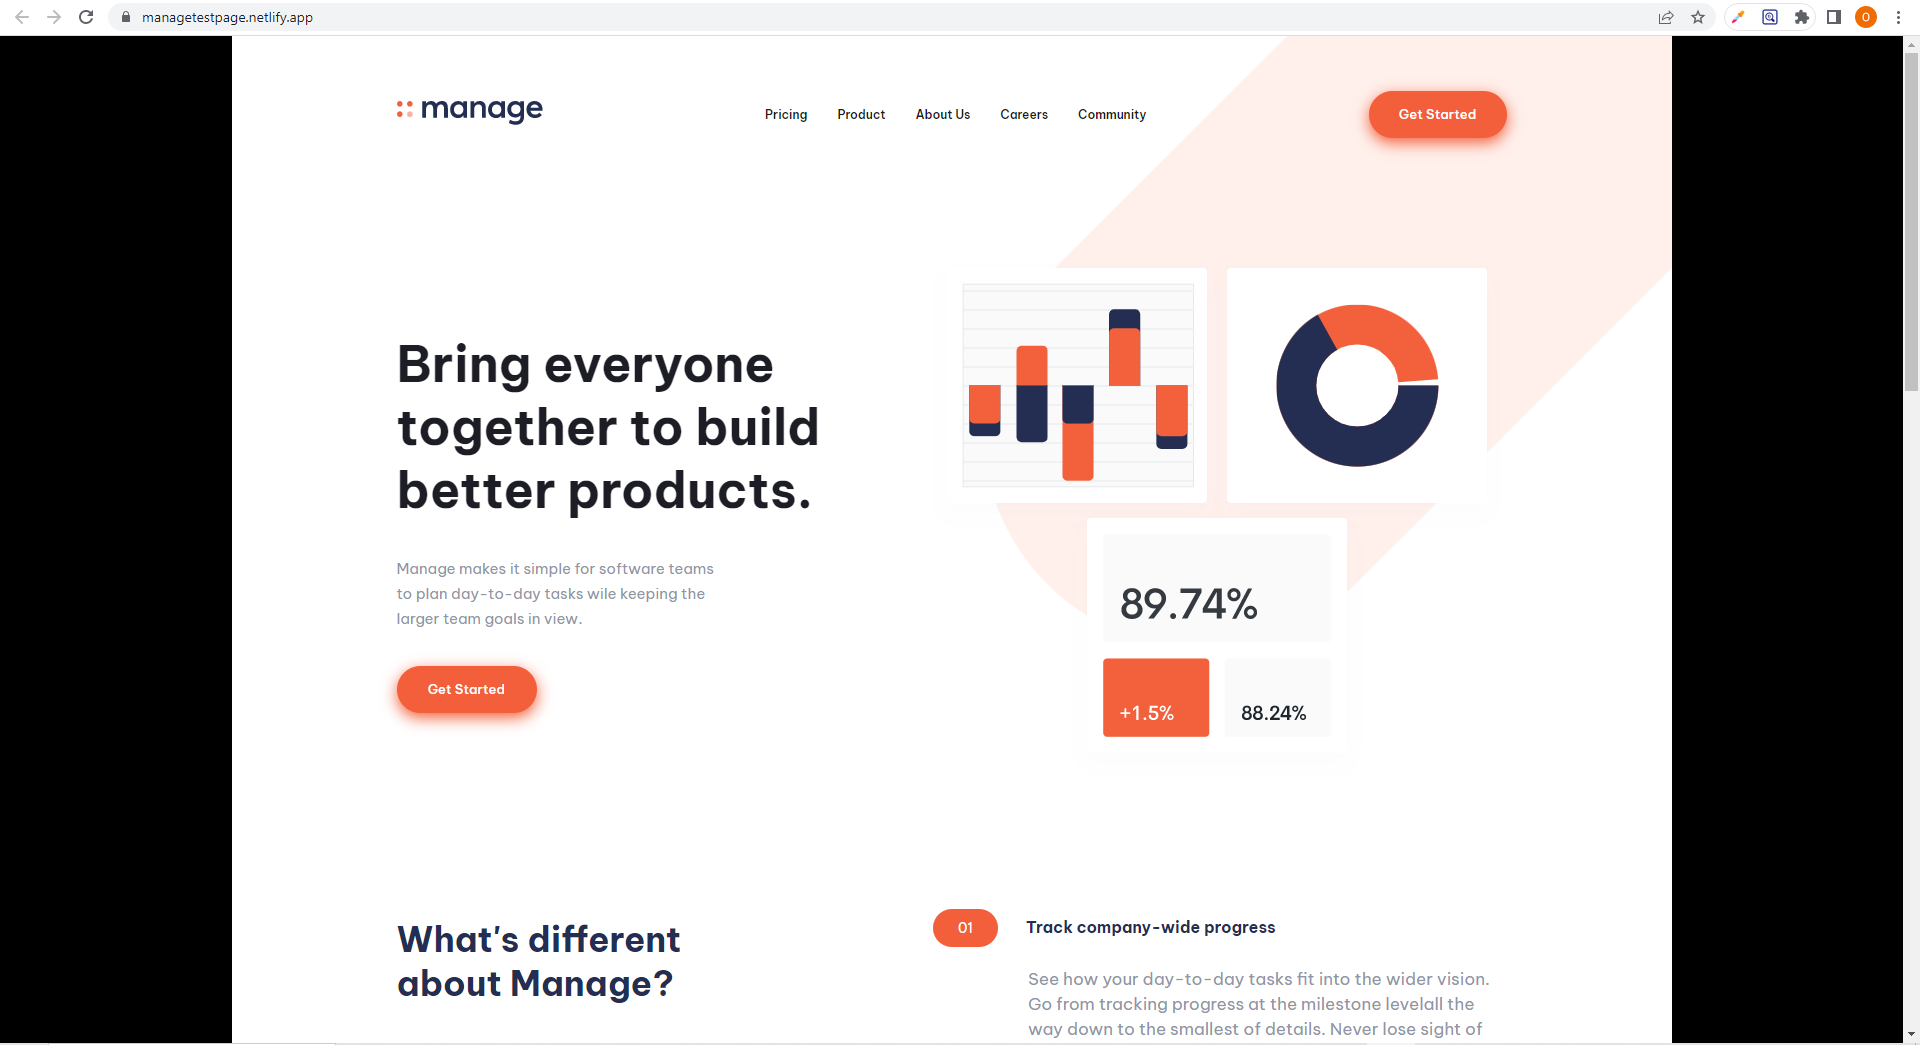 managetestpage.netlify.app
O
manage
Pricing Product About Us Careers Community
Get Started
Bring everyone
together to build
better products.
Manage makes it simple for software teams
to plan day-to-day tasks wile keeping the
larger team goals in view.
Get Started
89.74%
+1.5% 88.24%
What's different
about Manage?
01 Track company-wide progress
See how your day-to-day tasks fit into the wider vision.
Go from tracking progress at the milestone levelall the
way down to the smallest of details. Never lose sight of